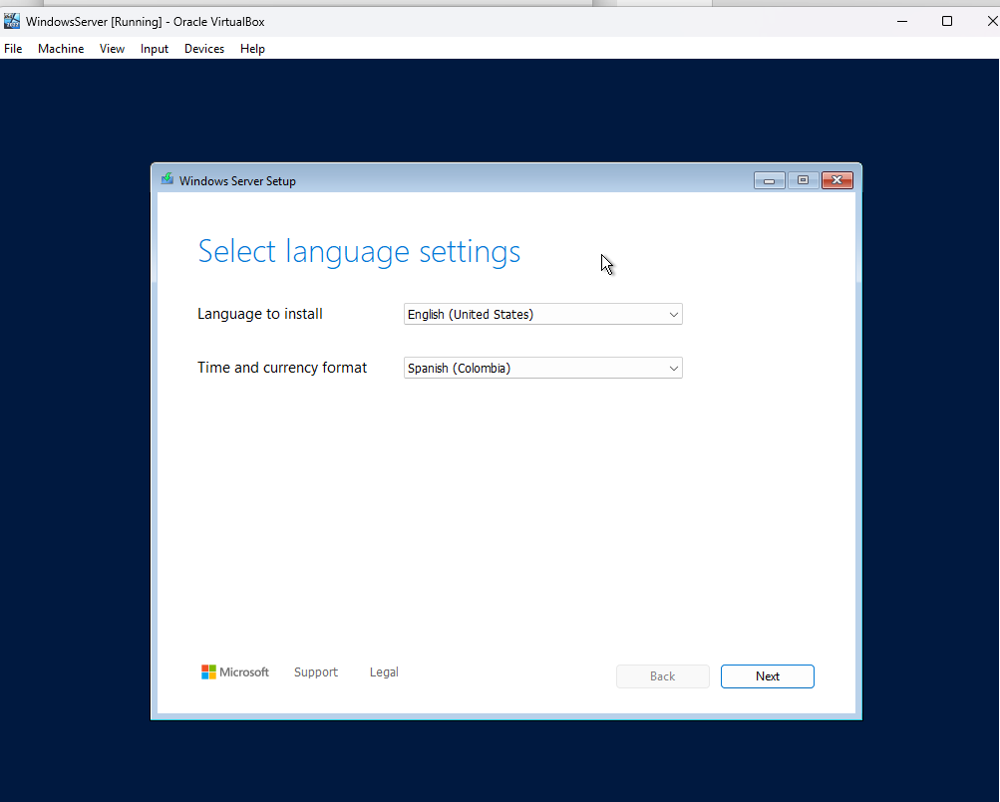 WindowsServer [Running] - Oracle VirtualBox
File Machine View Input Devices Help
Windows Server Setup
Select language settings
Language to install English (United States)
Time and currency format Spanish (Colombia)
Microsoft Support Legal Back Next